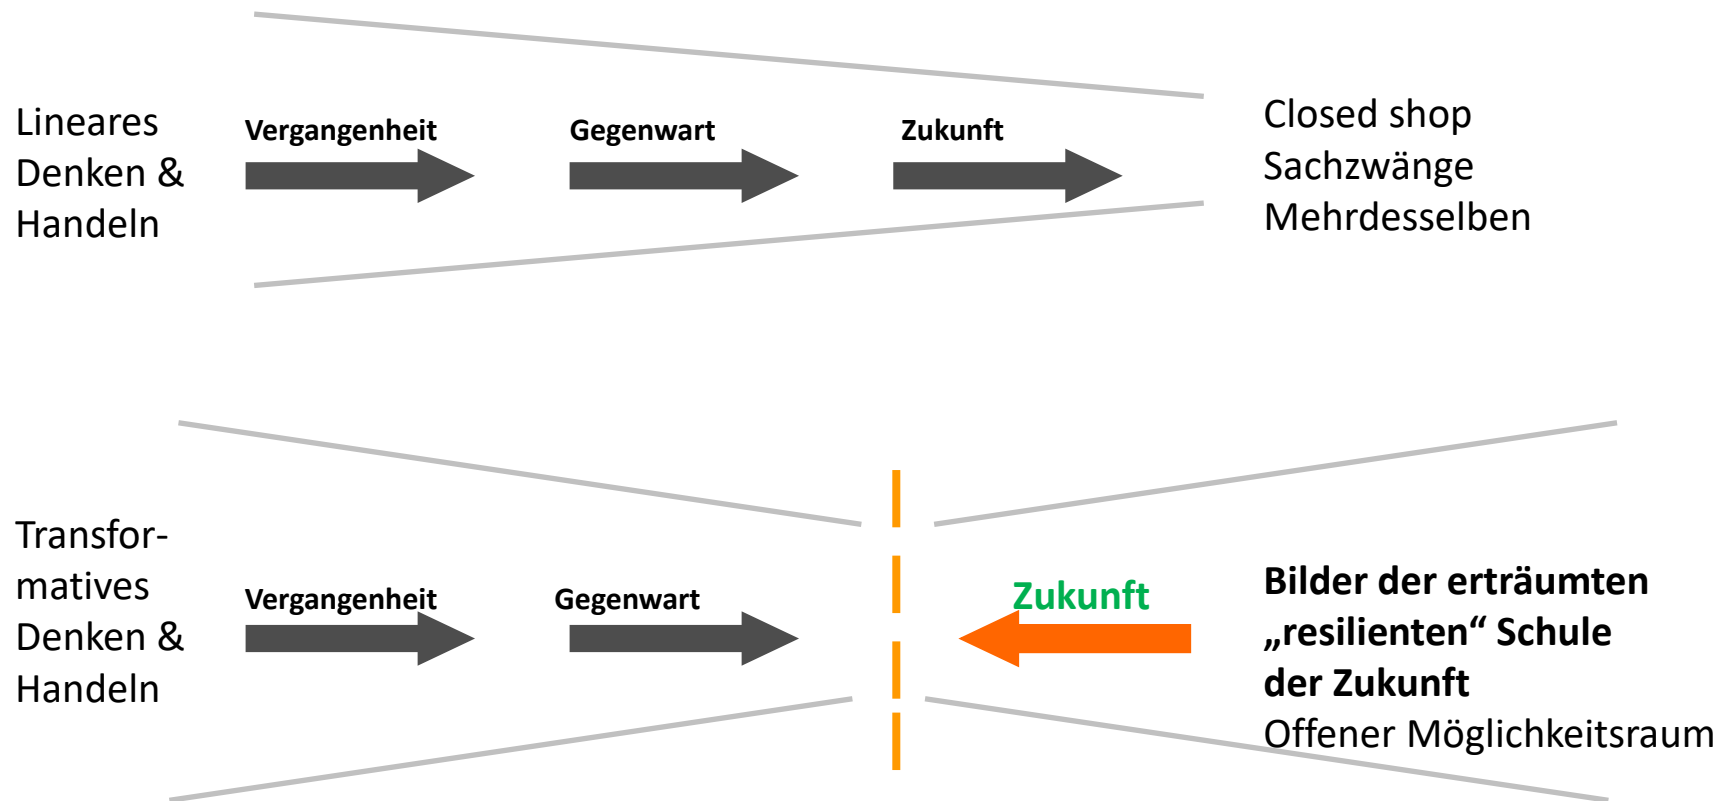 Lineares
Denken &
Handeln
Vergangenheit
Gegenwart
Zukunft
Closed shop
Sachzwänge
Mehrdesselben
Transfor-
matives
Denken &
Handeln
Vergangenheit
Gegenwart
Zukunft
Bilder der erträumten
„resilienten“ Schule
der Zukunft
Offener Möglichkeitsraum